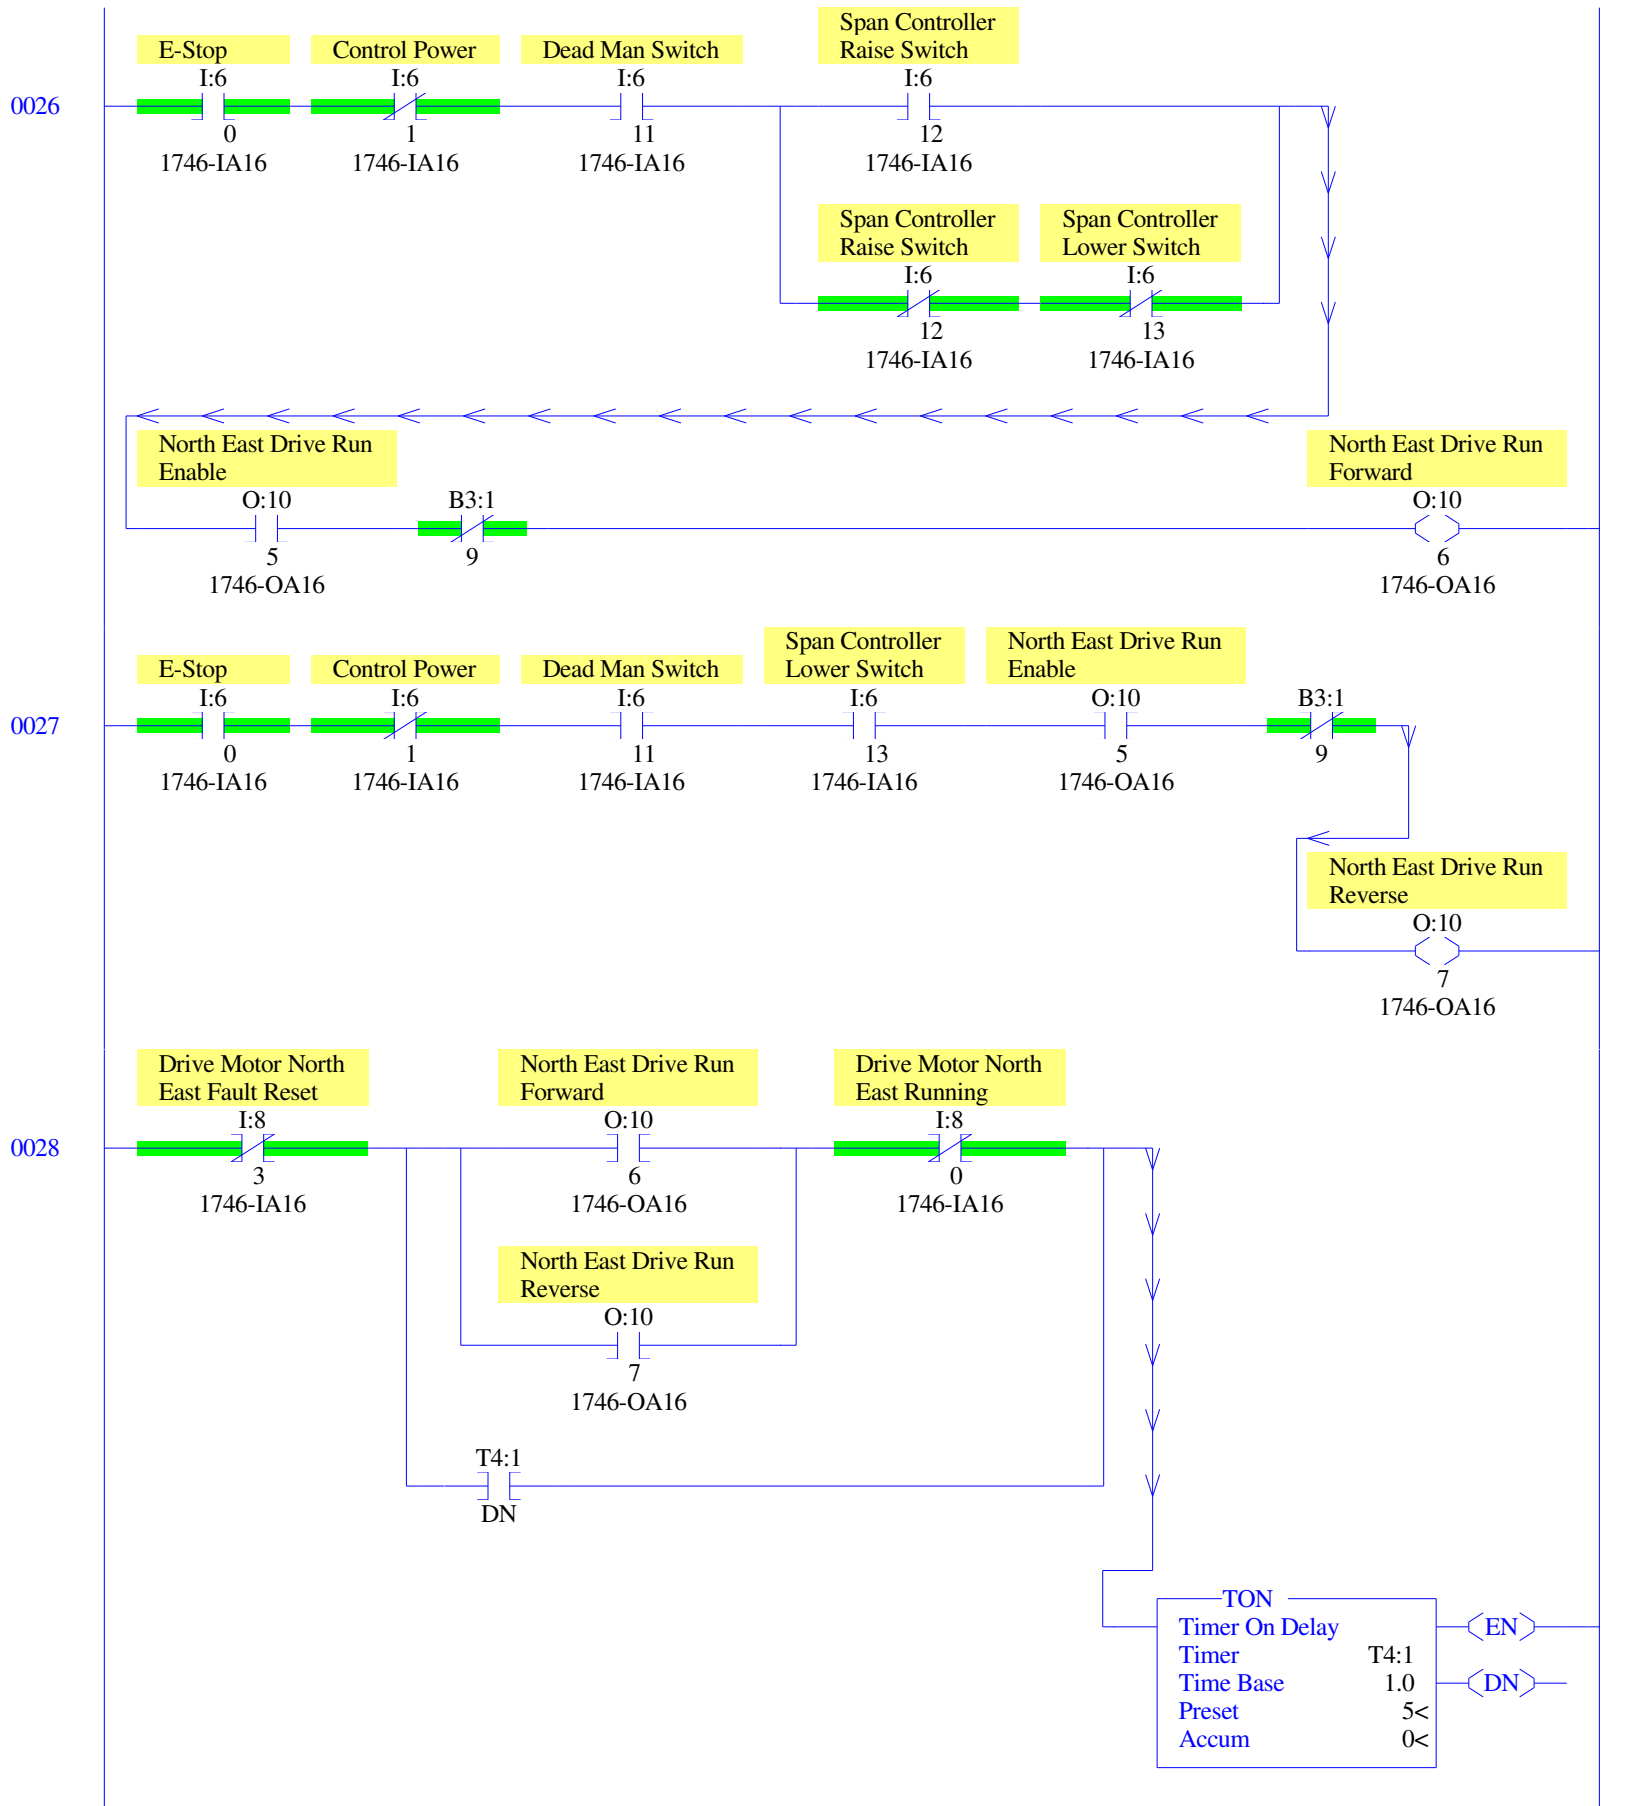 Span Controller
Raise Switch
E-Stop Control Power Dead Man Switch
I:6 I:6 I:6 I:6
0026
0 1 11 12
1746-IA16 1746-IA16 1746-IA16 1746-IA16
Span Controller Span Controller
Raise Switch Lower Switch
I:6 I:6
12 13
1746-IA16 1746-IA16
North East Drive Run North East Drive Run
Enable Forward
O:10 B3:1 O:10
5 9 6
1746-OA16 1746-OA16
Span Controller North East Drive Run
E-Stop Control Power Dead Man Switch Lower Switch Enable
I:6 I:6 I:6 I:6 O:10 B3:1
0027
0 1 11 13 5 9
1746-IA16 1746-IA16 1746-IA16 1746-IA16 1746-OA16
North East Drive Run
Reverse
O:10
7
1746-OA16
Drive Motor North North East Drive Run Drive Motor North
East Fault Reset Forward East Running
I:8 O:10 I:8
0028
3 6 0
1746-IA16 1746-OA16 1746-IA16
North East Drive Run
Reverse
O:10
7
1746-OA16
T4:1
DN
TON
Timer On Delay EN
Timer T4:1
Time Base 1.0 DN
Preset 5<
Accum 0<